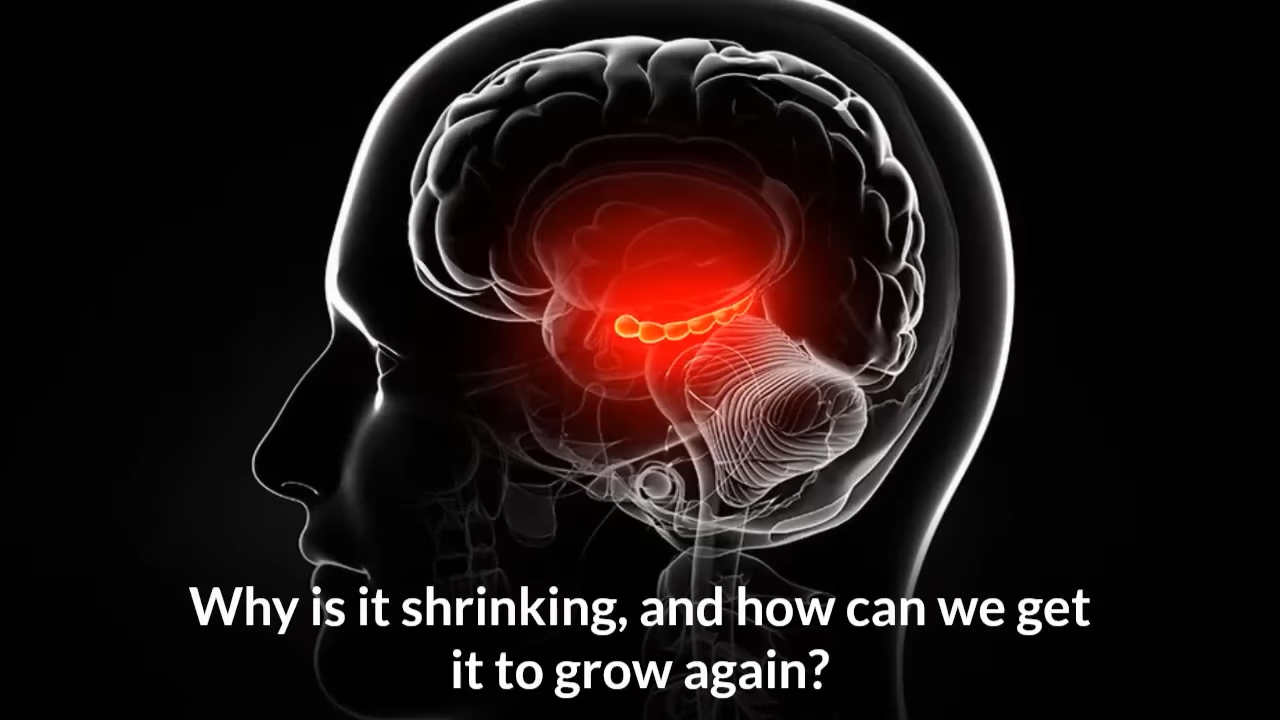 Why is it shrinking, and how can we get
it to grow again?